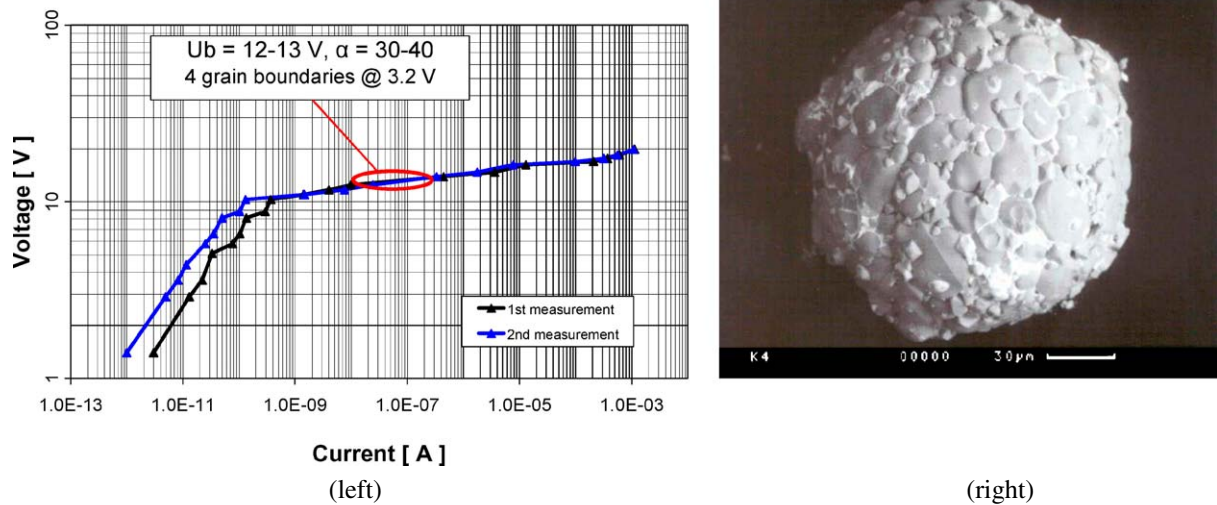 100
10
1
Voltage [ V ]
Ub = 12-13 V, α = 30-40
4 grain boundaries @ 3.2 V
1st measurement
2nd measurement
1.0E-13 1.0E-11 1.0E-09 1.0E-07 1.0E-05 1.0E-03
Current [ A ]
(left)
K4 00000 30µm
(right)